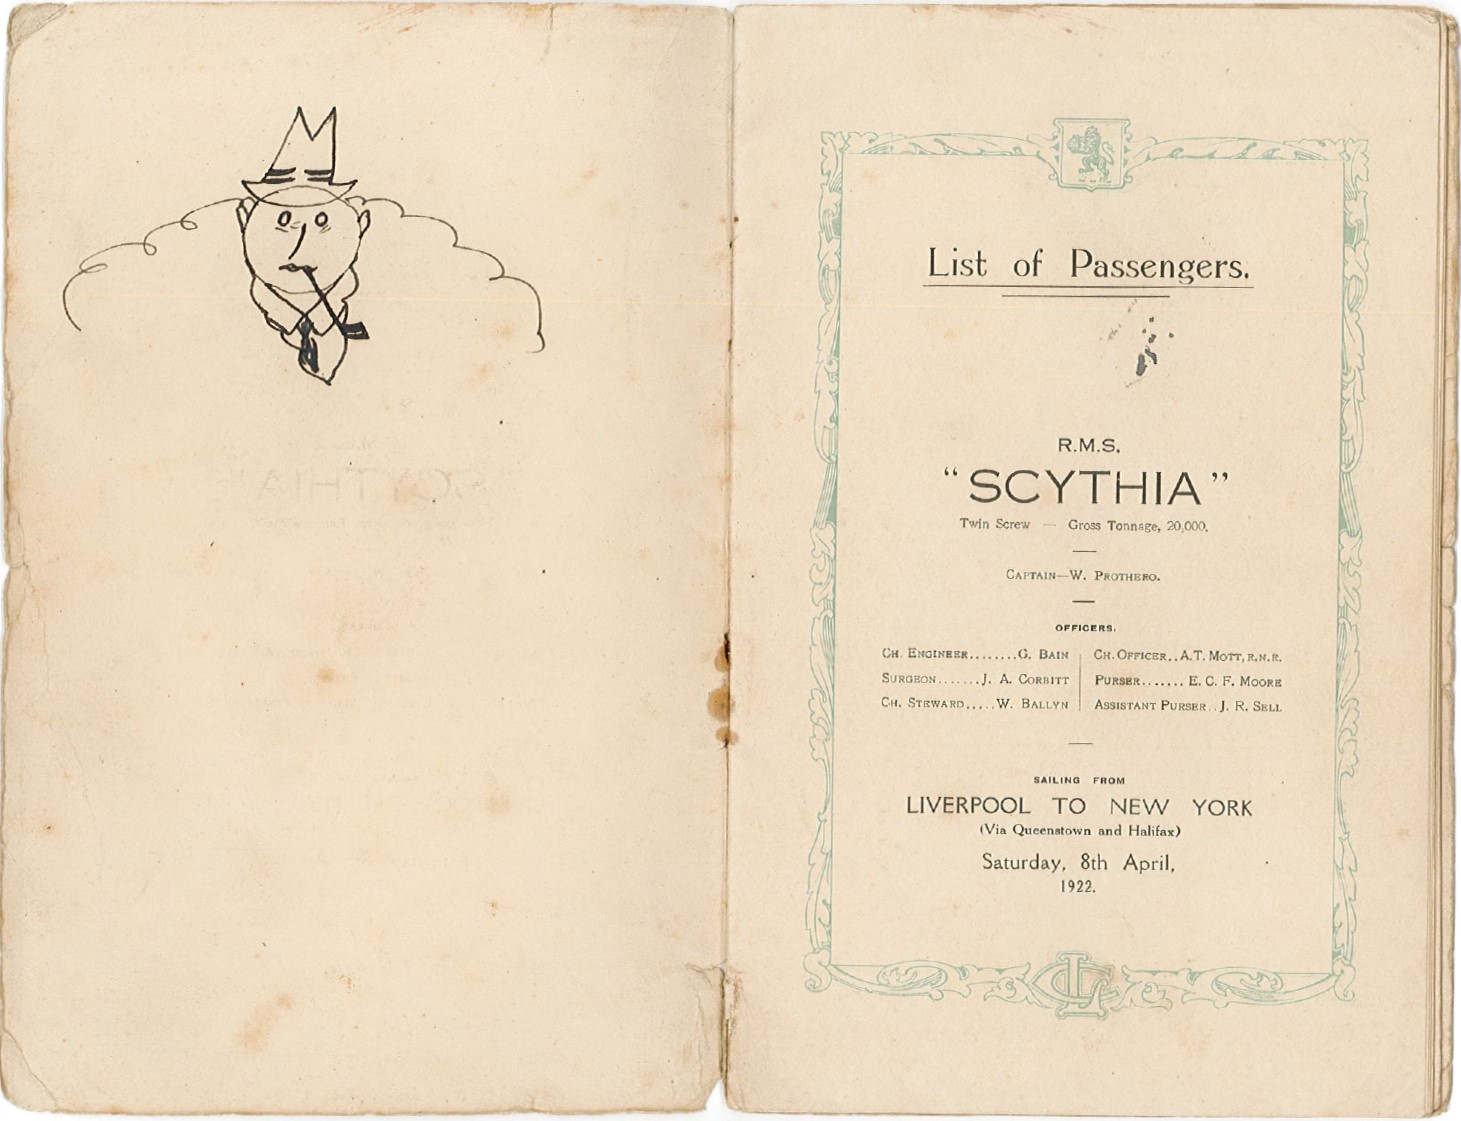 List of Passengers.
R.M.S.
"SCYTHIA"
Twin Screw — Gross Tonnage, 20,000.
CAPTAIN—W. PROTHERO.
OFFICERS.
CH. ENGINEER........G. BAIN
SURGEON.......J. A. CORBITT
CH. STEWARD.....W. BALLYN
CH. OFFICER..A.T. MOTT, R.N.R.
PURSER....... E. C. F. MOORE
ASSISTANT PURSER..J. R. SELL
SAILING FROM
LIVERPOOL TO NEW YORK
(Via Queenstown and Halifax)
Saturday, 8th April,
1922.